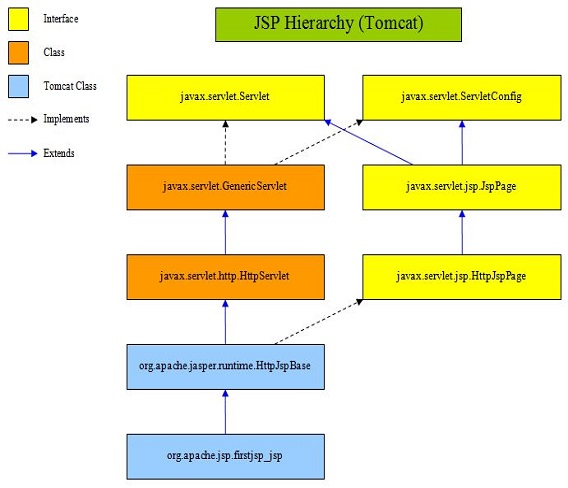 Interface
JSP Hierarchy (Tomcat)
Class
Tomcat Class
Implements
Extends
javax.servlet.Servlet
javax.servlet.ServletConfig
javax.servlet.GenericServlet
javax.servlet.jsp.JspPage
javax.servlet.http.HttpServlet
javax.servlet.jsp.HttpJspPage
org.apache.jasper.runtime.HttpJspBase
org.apache.jsp.firstjsp_jsp